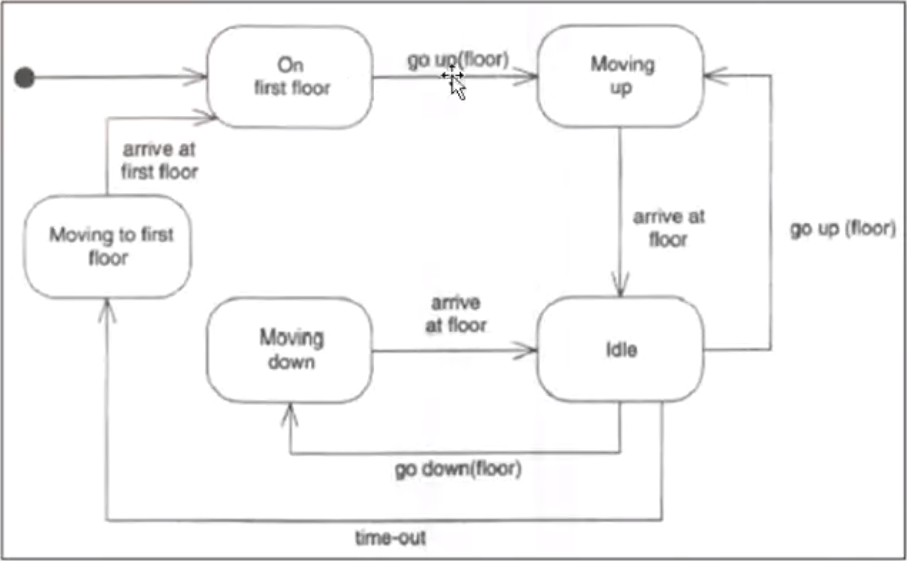 On
first floor
go up(floor)
Moving
up
arrive at
first floor
Moving to first
floor
arrive at
floor
go up (floor)
Moving
down
arrive
at floor
Idle
go down(floor)
time-out